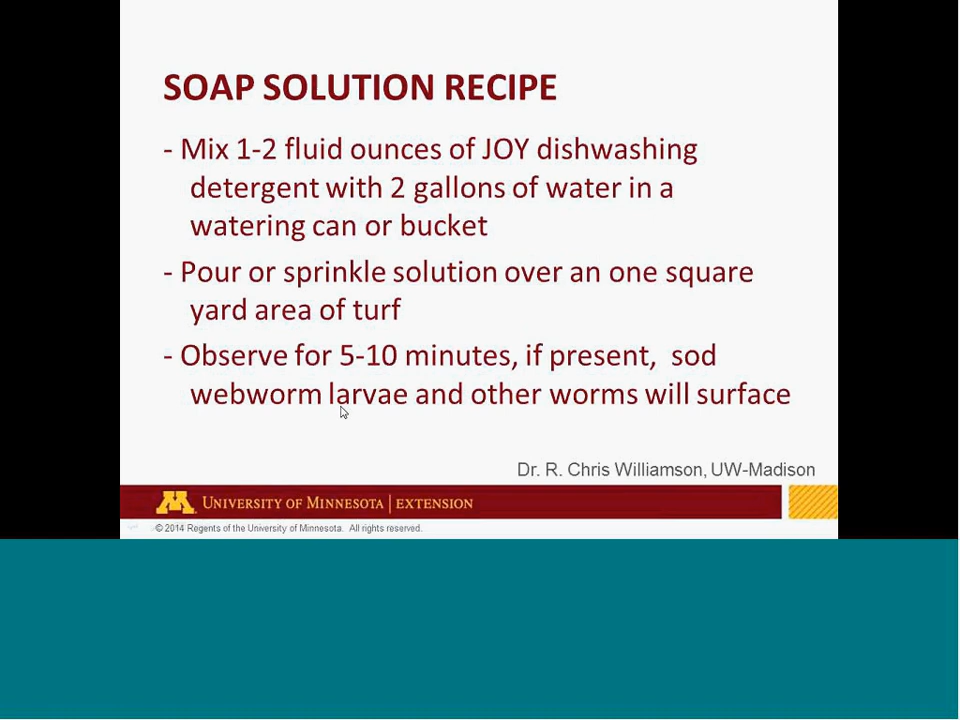 SOAP SOLUTION RECIPE
- Mix 1-2 fluid ounces of JOY dishwashing
detergent with 2 gallons of water in a
watering can or bucket
- Pour or sprinkle solution over an one square
yard area of turf
- Observe for 5-10 minutes, if present,  sod
webworm larvae and other worms will surface
Dr. R. Chris Williamson, UW-Madison
M UNIVERSITY OF MINNESOTA | EXTENSION
© 2014 Regents of the University of Minnesota.  All rights reserved.